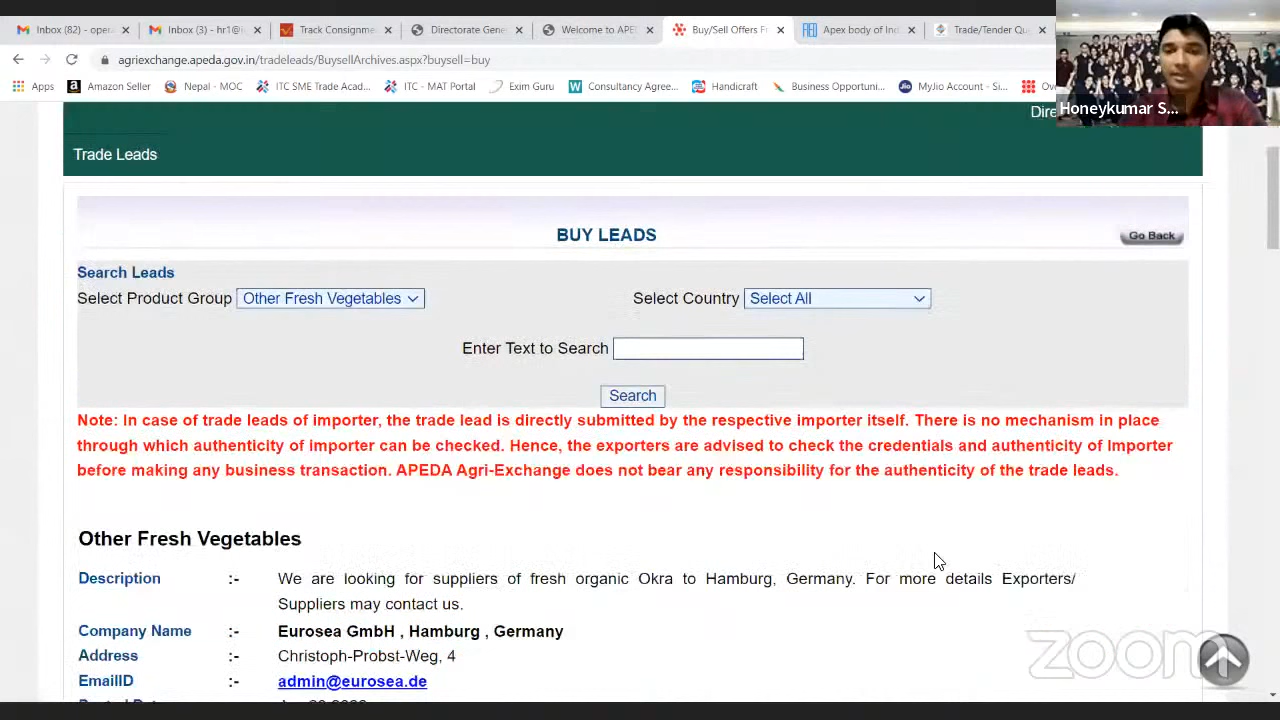 Inbox (82) - oper
Inbox (3) - hr1@
Track Consignm
Directorate Gene
Welcome to APE
Buy/Sell Offers F
Apex body of Ind
Trade/Tender Qu
agriexchange.apeda.gov.in/tradeleads/BuysellArchives.aspx?buysell=buy
Apps
Amazon Seller
Nepal - MOC
ITC SME Trade Acad...
ITC - MAT Portal
Exim Guru
Consultancy Agree...
Handicraft
Business Opportuni...
MyJio Account - Si...
Ov
Honeykumar S...
Dire
Trade Leads
BUY LEADS
Go Back
Search Leads
Select Product Group Other Fresh Vegetables
Select Country Select All
Enter Text to Search
Search
Note: In case of trade leads of importer, the trade lead is directly submitted by the respective importer itself. There is no mechanism in place
through which authenticity of importer can be checked. Hence, the exporters are advised to check the credentials and authenticity of Importer
before making any business transaction. APEDA Agri-Exchange does not bear any responsibility for the authenticity of the trade leads.
Other Fresh Vegetables
Description :- We are looking for suppliers of fresh organic Okra to Hamburg, Germany. For more details Exporters/
Suppliers may contact us.
Company Name :- Eurosea GmbH , Hamburg , Germany
Address :- Christoph-Probst-Weg, 4
EmailID :- admin@eurosea.de
zoom